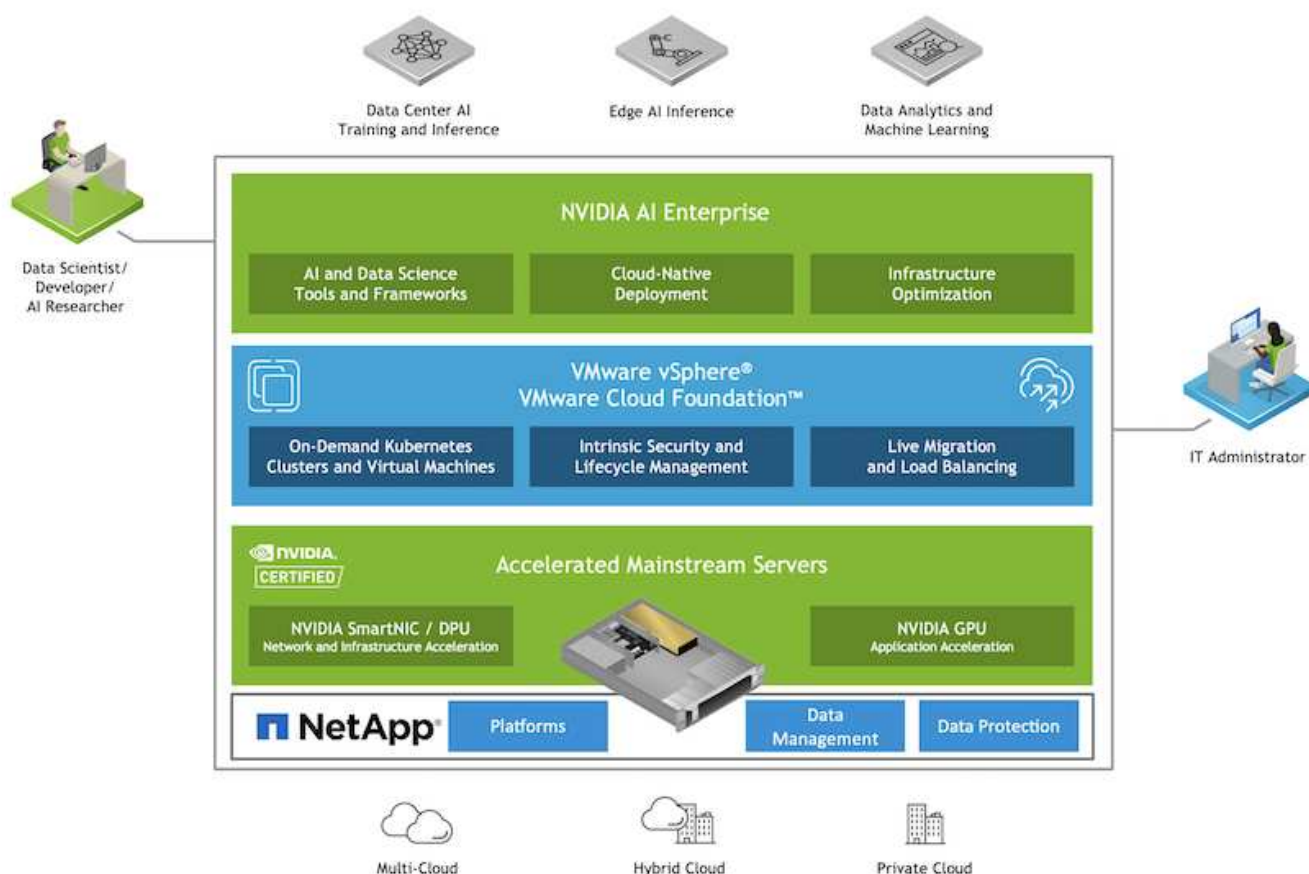 Data Center AI
Training and Inference
Edge AI Inference
Data Analytics and
Machine Learning
Data Scientist/
Developer/
AI Researcher
NVIDIA AI Enterprise
AI and Data Science
Tools and Frameworks
Cloud-Native
Deployment
Infrastructure
Optimization
VMware vSphere®
VMware Cloud Foundation™
On-Demand Kubernetes
Clusters and Virtual Machines
Intrinsic Security and
Lifecycle Management
Live Migration
and Load Balancing
IT Administrator
NVIDIA.
CERTIFIED
Accelerated Mainstream Servers
NVIDIA SmartNIC / DPU
Network and Infrastructure Acceleration
NVIDIA GPU
Application Acceleration
NetApp®
Platforms
Data
Management
Data Protection
Multi-Cloud
Hybrid Cloud
Private Cloud